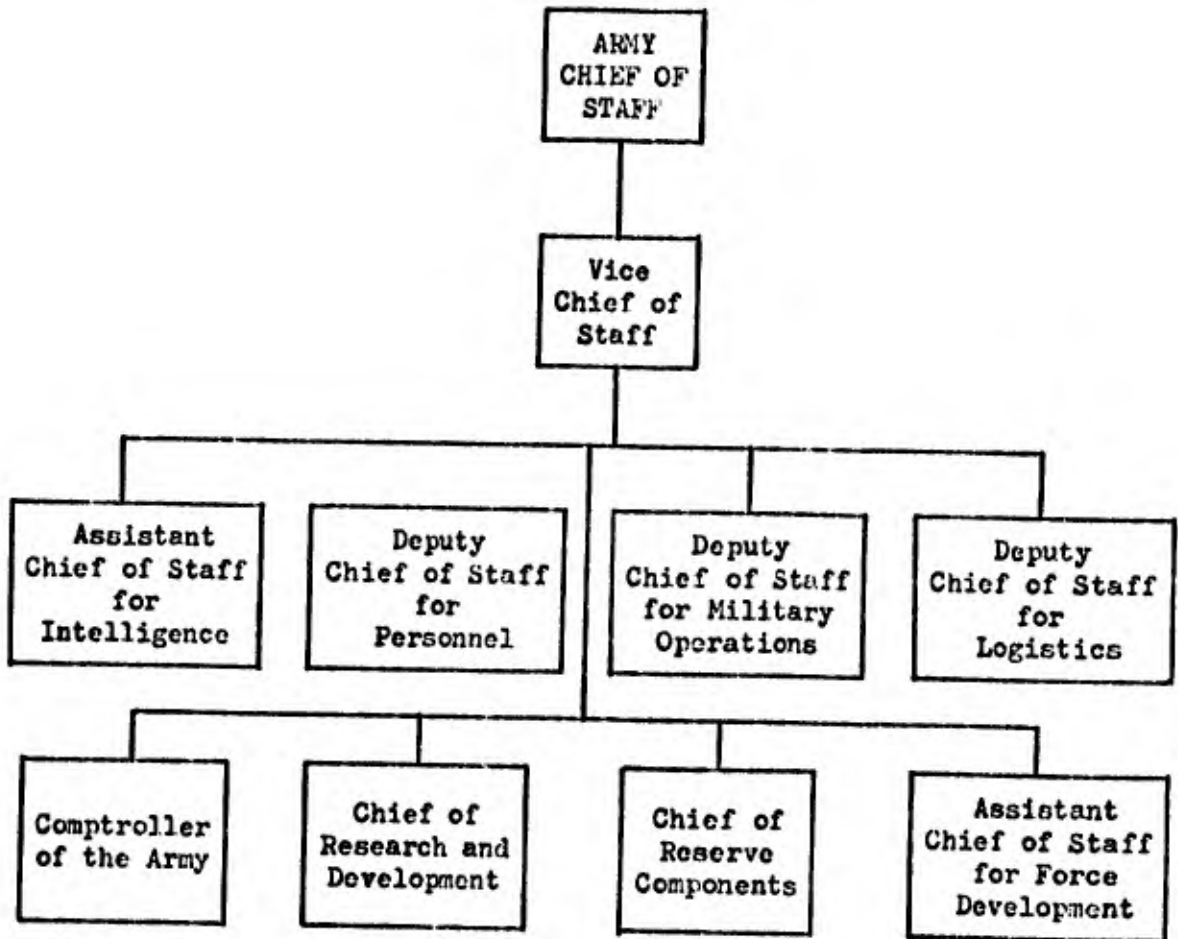 ARMY
CHIEF OF
STAFF
Vice
Chief of
Staff
Assistant
Chief of Staff
for
Intelligence
Deputy
Chief of Staff
for
Personnel
Deputy
Chief of Staff
for Military
Operations
Deputy
Chief of Staff
for
Logistics
Comptroller
of the Army
Chief of
Research and
Development
Chief of
Reserve
Components
Assistant
Chief of Staff
for Force
Development